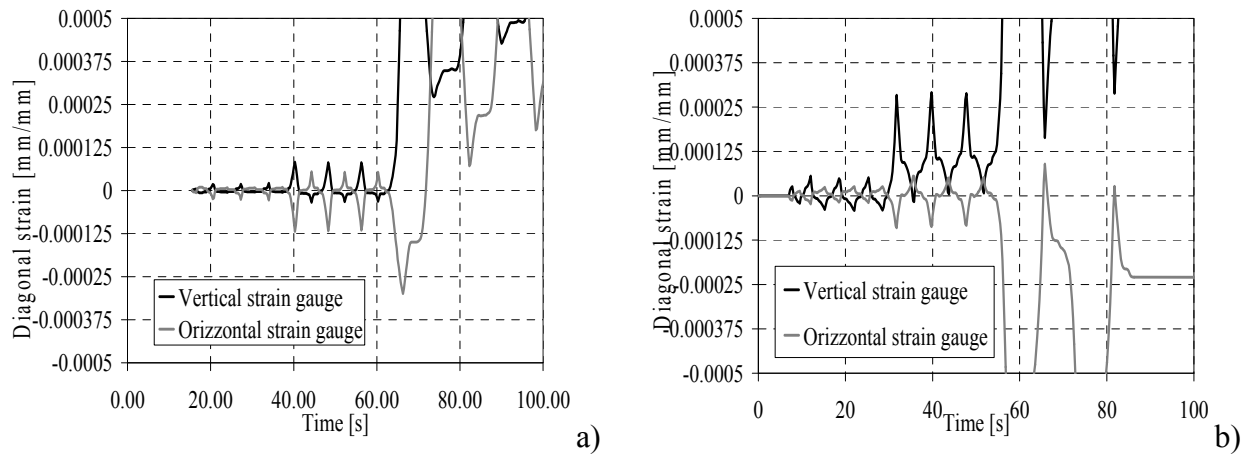 0.0005
0.000375
0.00025
0.000125
0
-0.000125
-0.00025
-0.000375
-0.0005
Diagonal strain [mm/mm]
Vertical strain gauge
Orizzontal strain gauge
0.00 20.00 40.00 60.00 80.00 100.00
Time [s]
a)
0.0005
0.000375
0.00025
0.000125
0
-0.000125
-0.00025
-0.000375
-0.0005
Diagonal strain [mm/mm]
Vertical strain gauge
Orizzontal strain gauge
0 20 40 60 80 100
Time [s]
b)